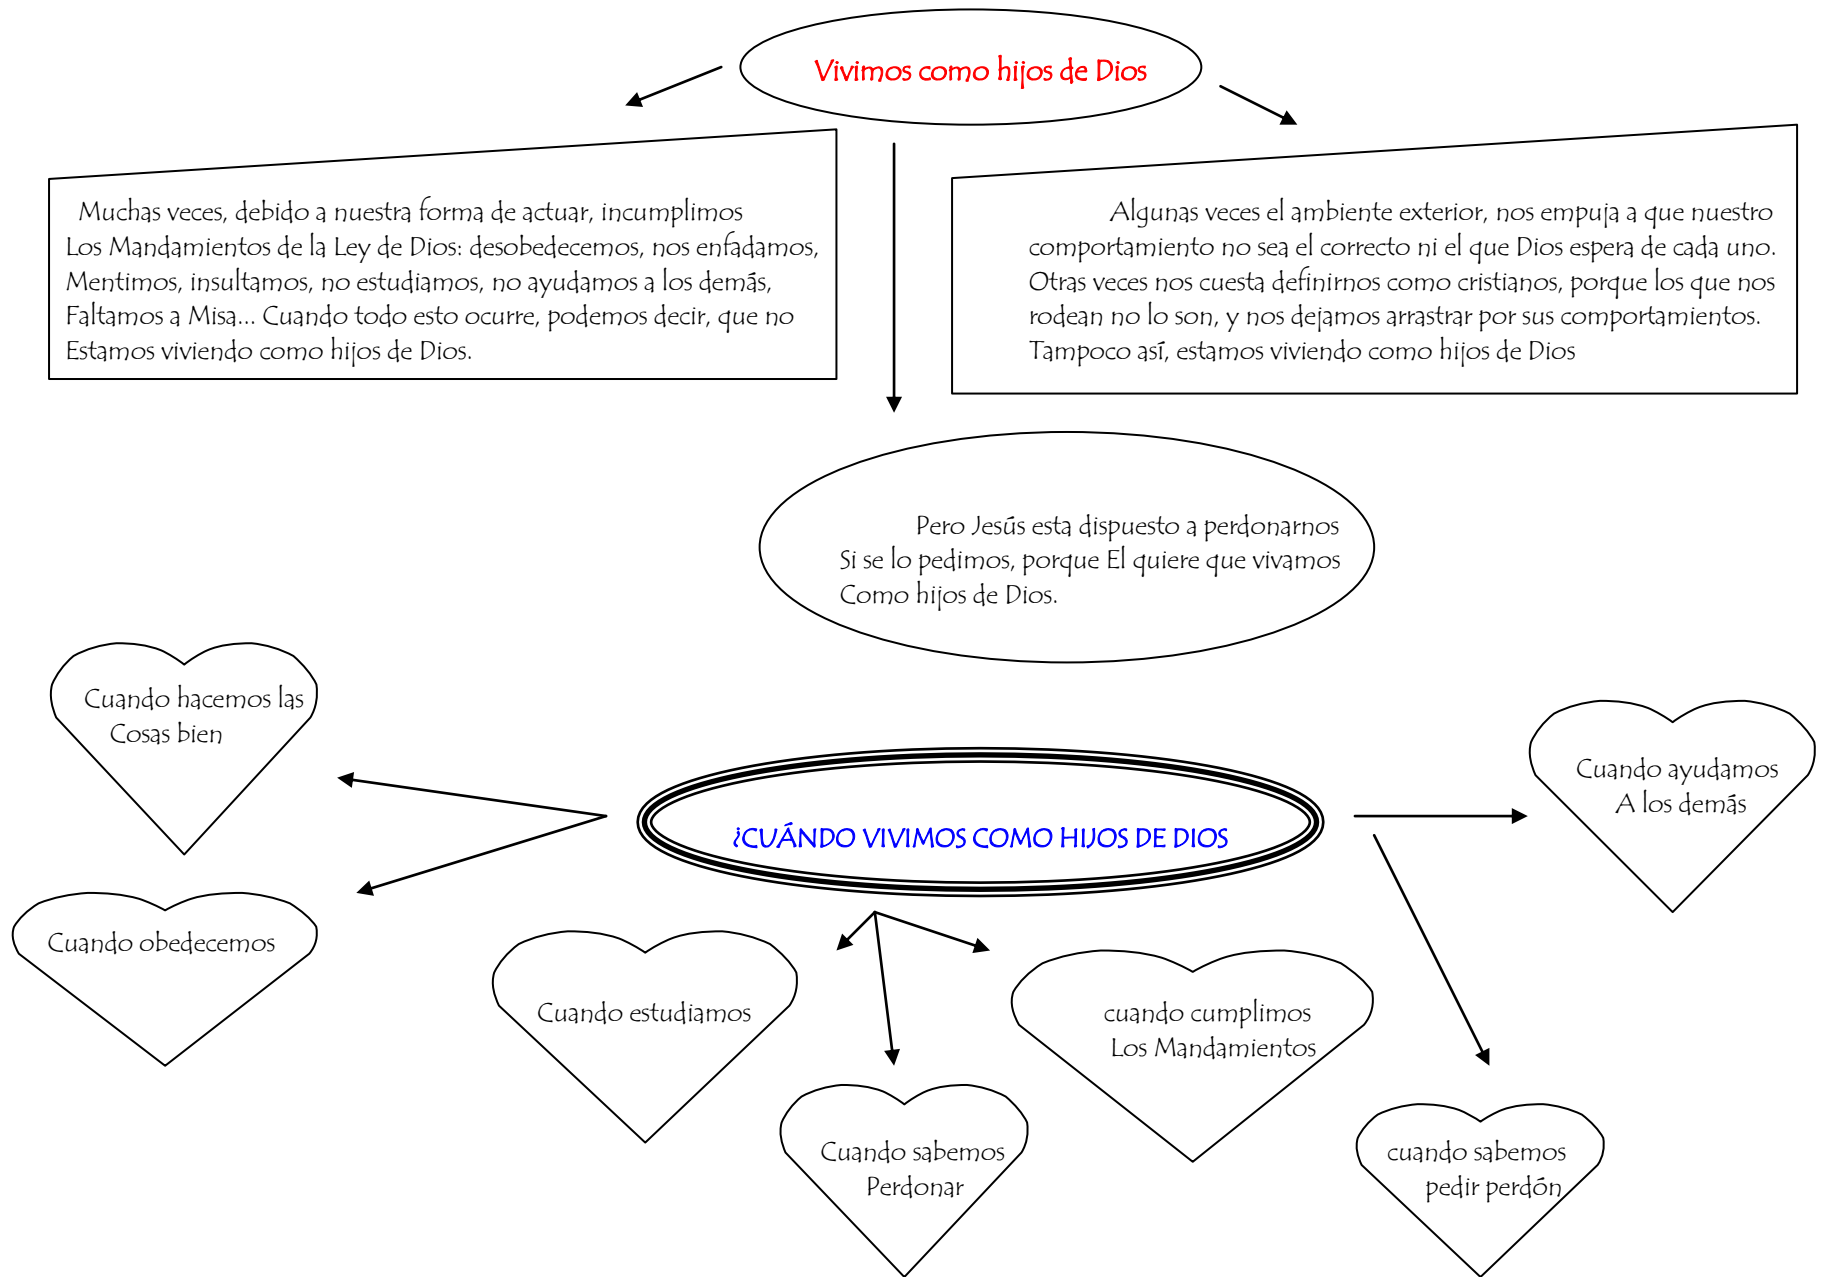 Vivimos como hijos de Dios
Muchas veces, debido a nuestra forma de actuar, incumplimos
Los Mandamientos de la Ley de Dios: desobedecemos, nos enfadamos,
Mentimos, insultamos, no estudiamos, no ayudamos a los demás,
Faltamos a Misa... Cuando todo esto ocurre, podemos decir, que no
Estamos viviendo como hijos de Dios.
Algunas veces el ambiente exterior, nos empuja a que nuestro
comportamiento no sea el correcto ni el que Dios espera de cada uno.
Otras veces nos cuesta definirnos como cristianos, porque los que nos
rodean no lo son, y nos dejamos arrastrar por sus comportamientos.
Tampoco así, estamos viviendo como hijos de Dios
Pero Jesús esta dispuesto a perdonarnos
Si se lo pedimos, porque El quiere que vivamos
Como hijos de Dios.
Cuando hacemos las
Cosas bien
Cuando ayudamos
A los demás
¿CUÁNDO VIVIMOS COMO HIJOS DE DIOS
Cuando obedecemos
Cuando estudiamos
cuando cumplimos
Los Mandamientos
Cuando sabemos
Perdonar
cuando sabemos
pedir perdón